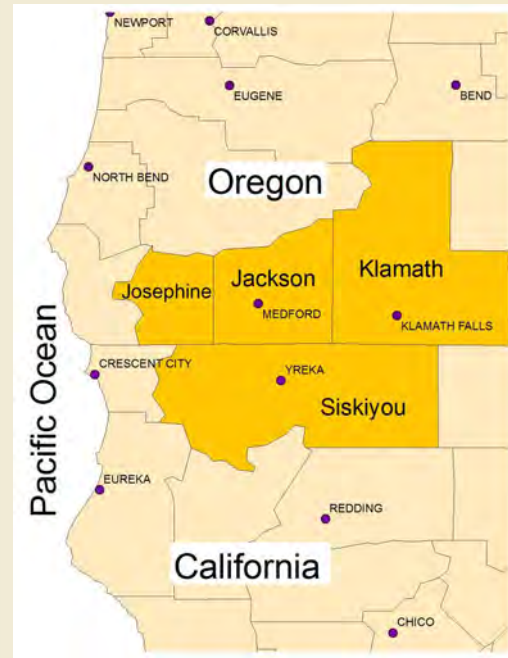 NEWPORT
CORVALLIS
EUGENE
BEND
NORTH BEND
Oregon
Josephine
Jackson
Klamath
MEDFORD
KLAMATH FALLS
CRESCENT CITY
YREKA
Siskiyou
Pacific Ocean
EUREKA
REDDING
California
CHICO